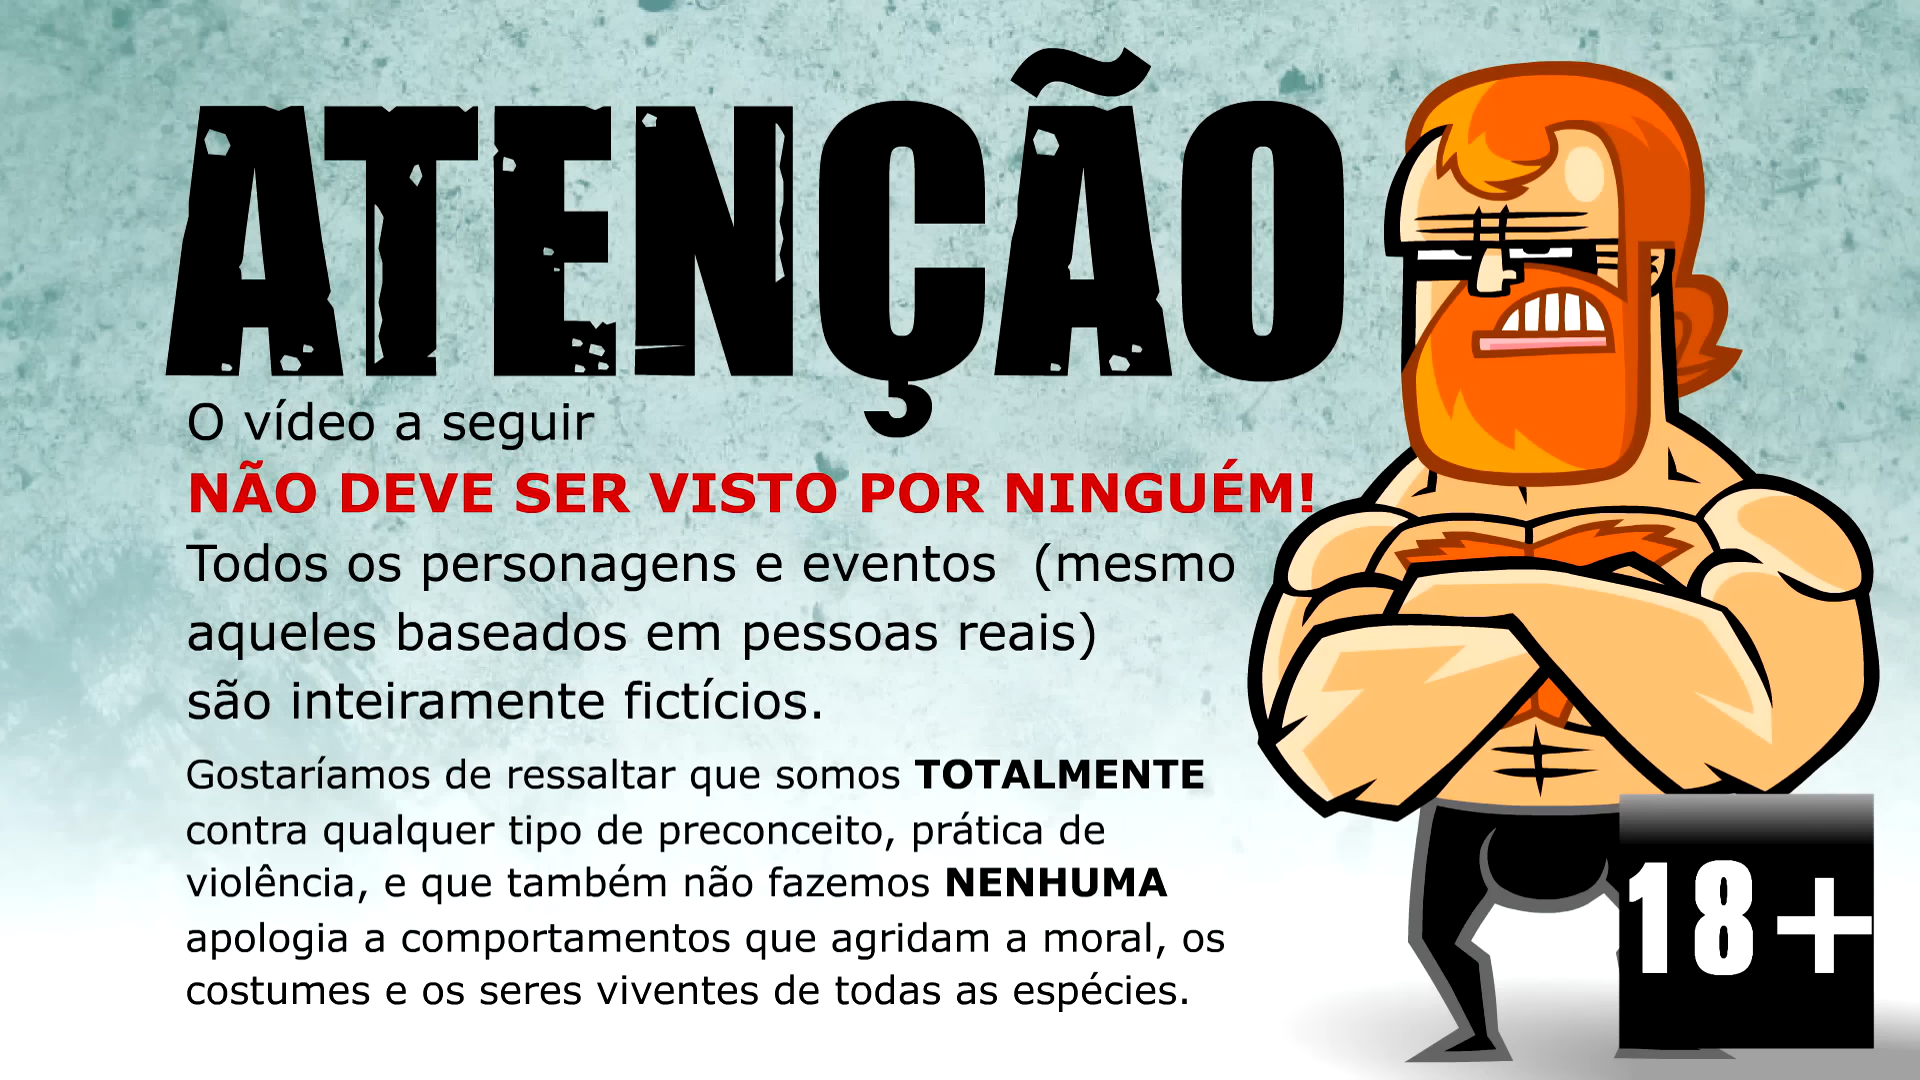 ATENÇÃO
O vídeo a seguir
NÃO DEVE SER VISTO POR NINGUÉM!
Todos os personagens e eventos (mesmo
aqueles baseados em pessoas reais)
são inteiramente fictícios.
Gostaríamos de ressaltar que somos TOTALMENTE
contra qualquer tipo de preconceito, prática de
violência, e que também não fazemos NENHUMA
apologia a comportamentos que agridam a moral, os
costumes e os seres viventes de todas as espécies.
18+